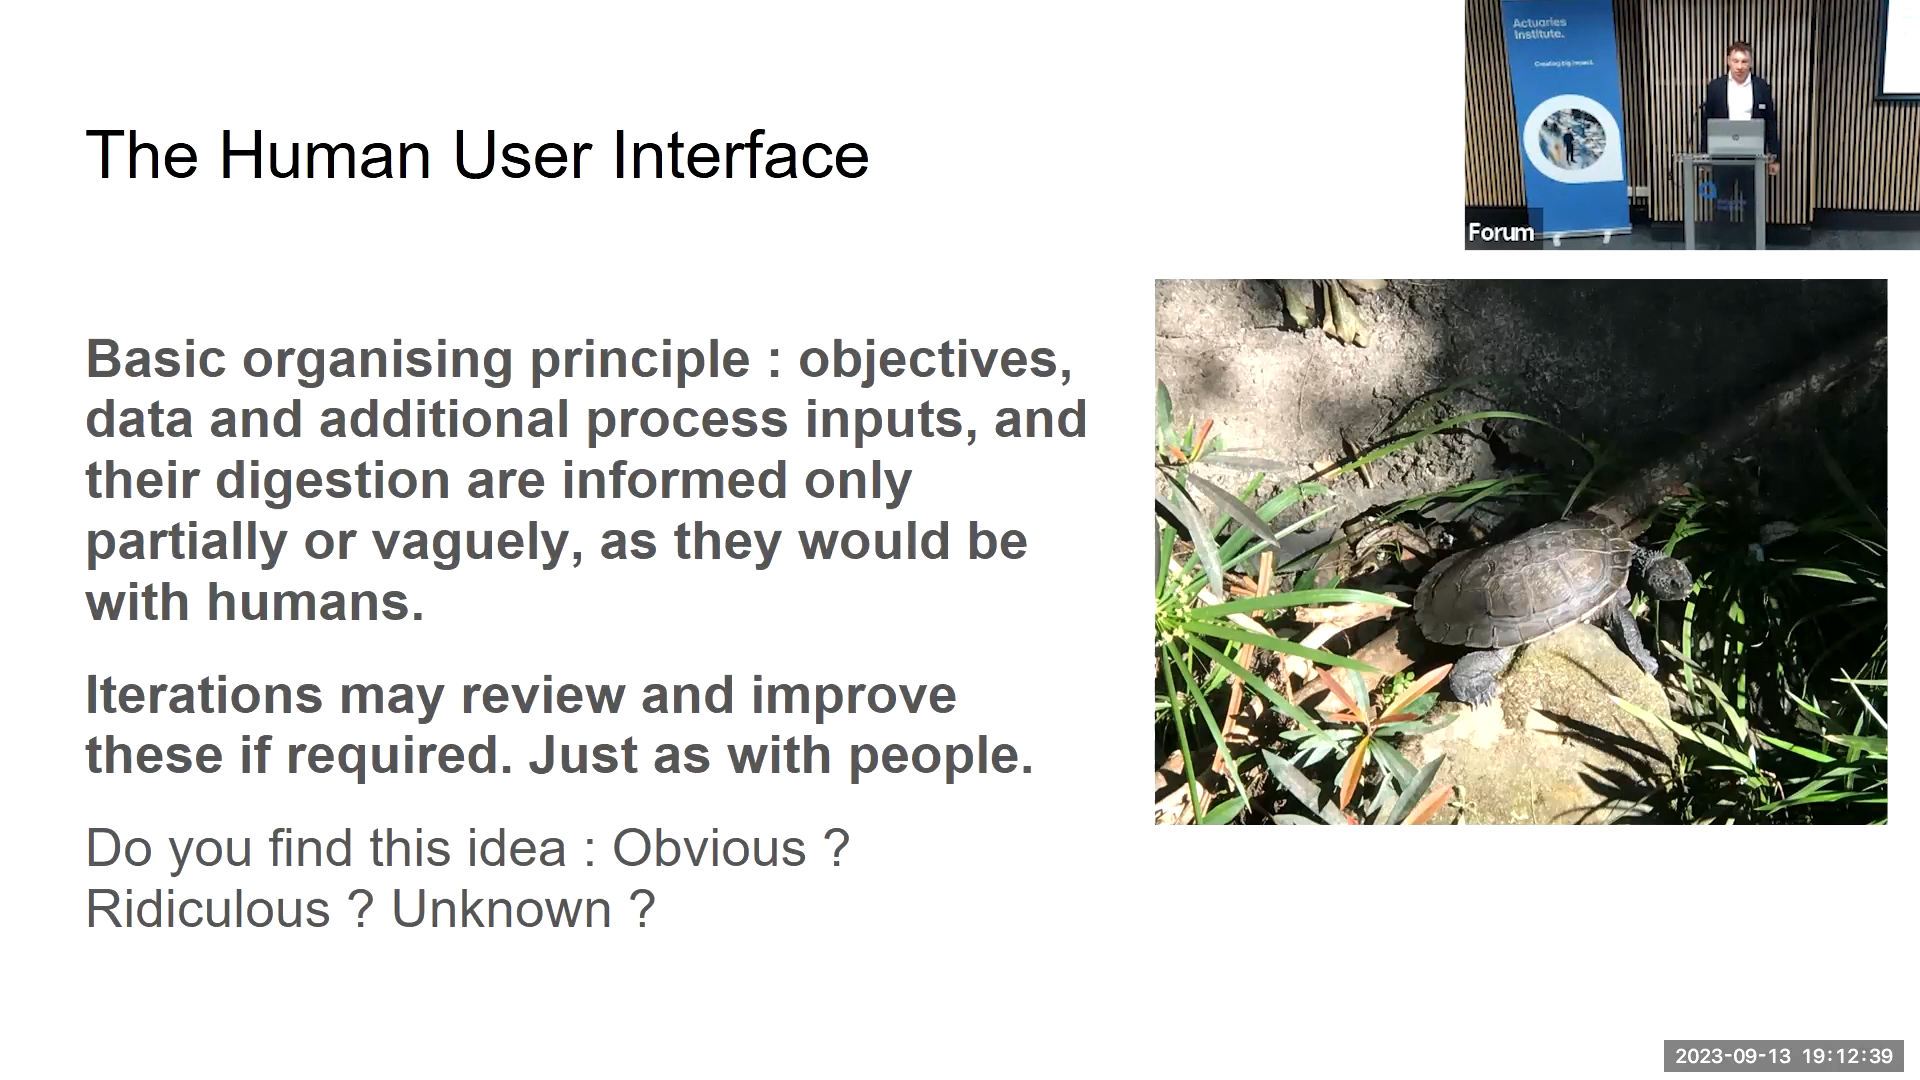 The Human User Interface
Basic organising principle : objectives,
data and additional process inputs, and
their digestion are informed only
partially or vaguely, as they would be
with humans.
Iterations may review and improve
these if required. Just as with people.
Do you find this idea : Obvious ?
Ridiculous ? Unknown ?
Actuaries
Institute.
Creating big impact.
Forum
2023-09-13 19:12:39